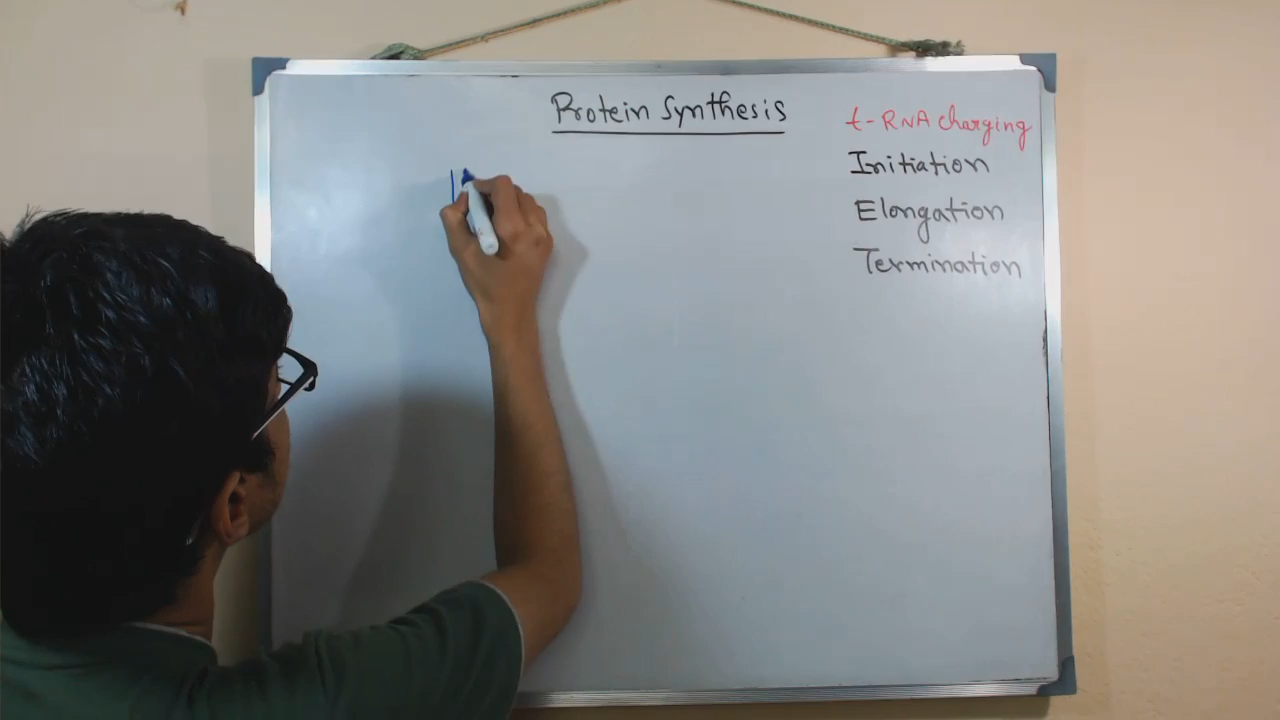 Protein Synthesis
t-RNA charging
Initiation
Elongation
Termination